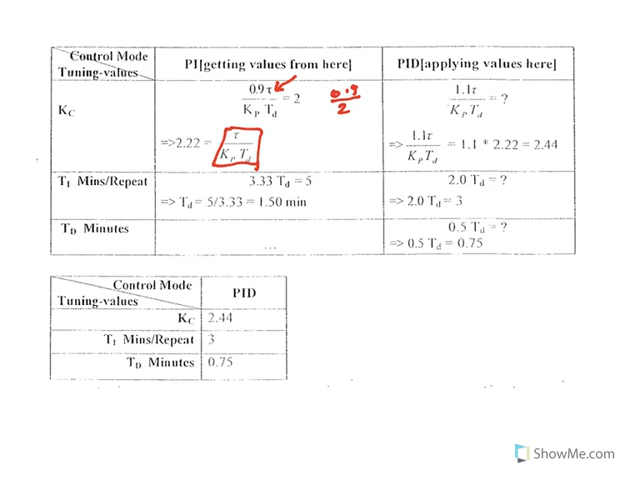 Control Mode
Tuning-values
PI[getting values from here]
PID[applying values here]
K_C
0.9τ / K_P T_d = 2
0.9 / 2
1.1τ / K_P T_d = ?
=>2.22 = τ / K_P T_d
=> 1.1τ / K_P T_d = 1.1 * 2.22 = 2.44
T_I Mins/Repeat
3.33 T_d = 5
2.0 T_d = ?
=> T_d = 5/3.33 = 1.50 min
=> 2.0 T_d = 3
T_D Minutes
0.5 T_d = ?
...
=> 0.5 T_d = 0.75
Control Mode
Tuning-values
PID
K_C 2.44
T_I Mins/Repeat 3
T_D Minutes 0.75
ShowMe.com